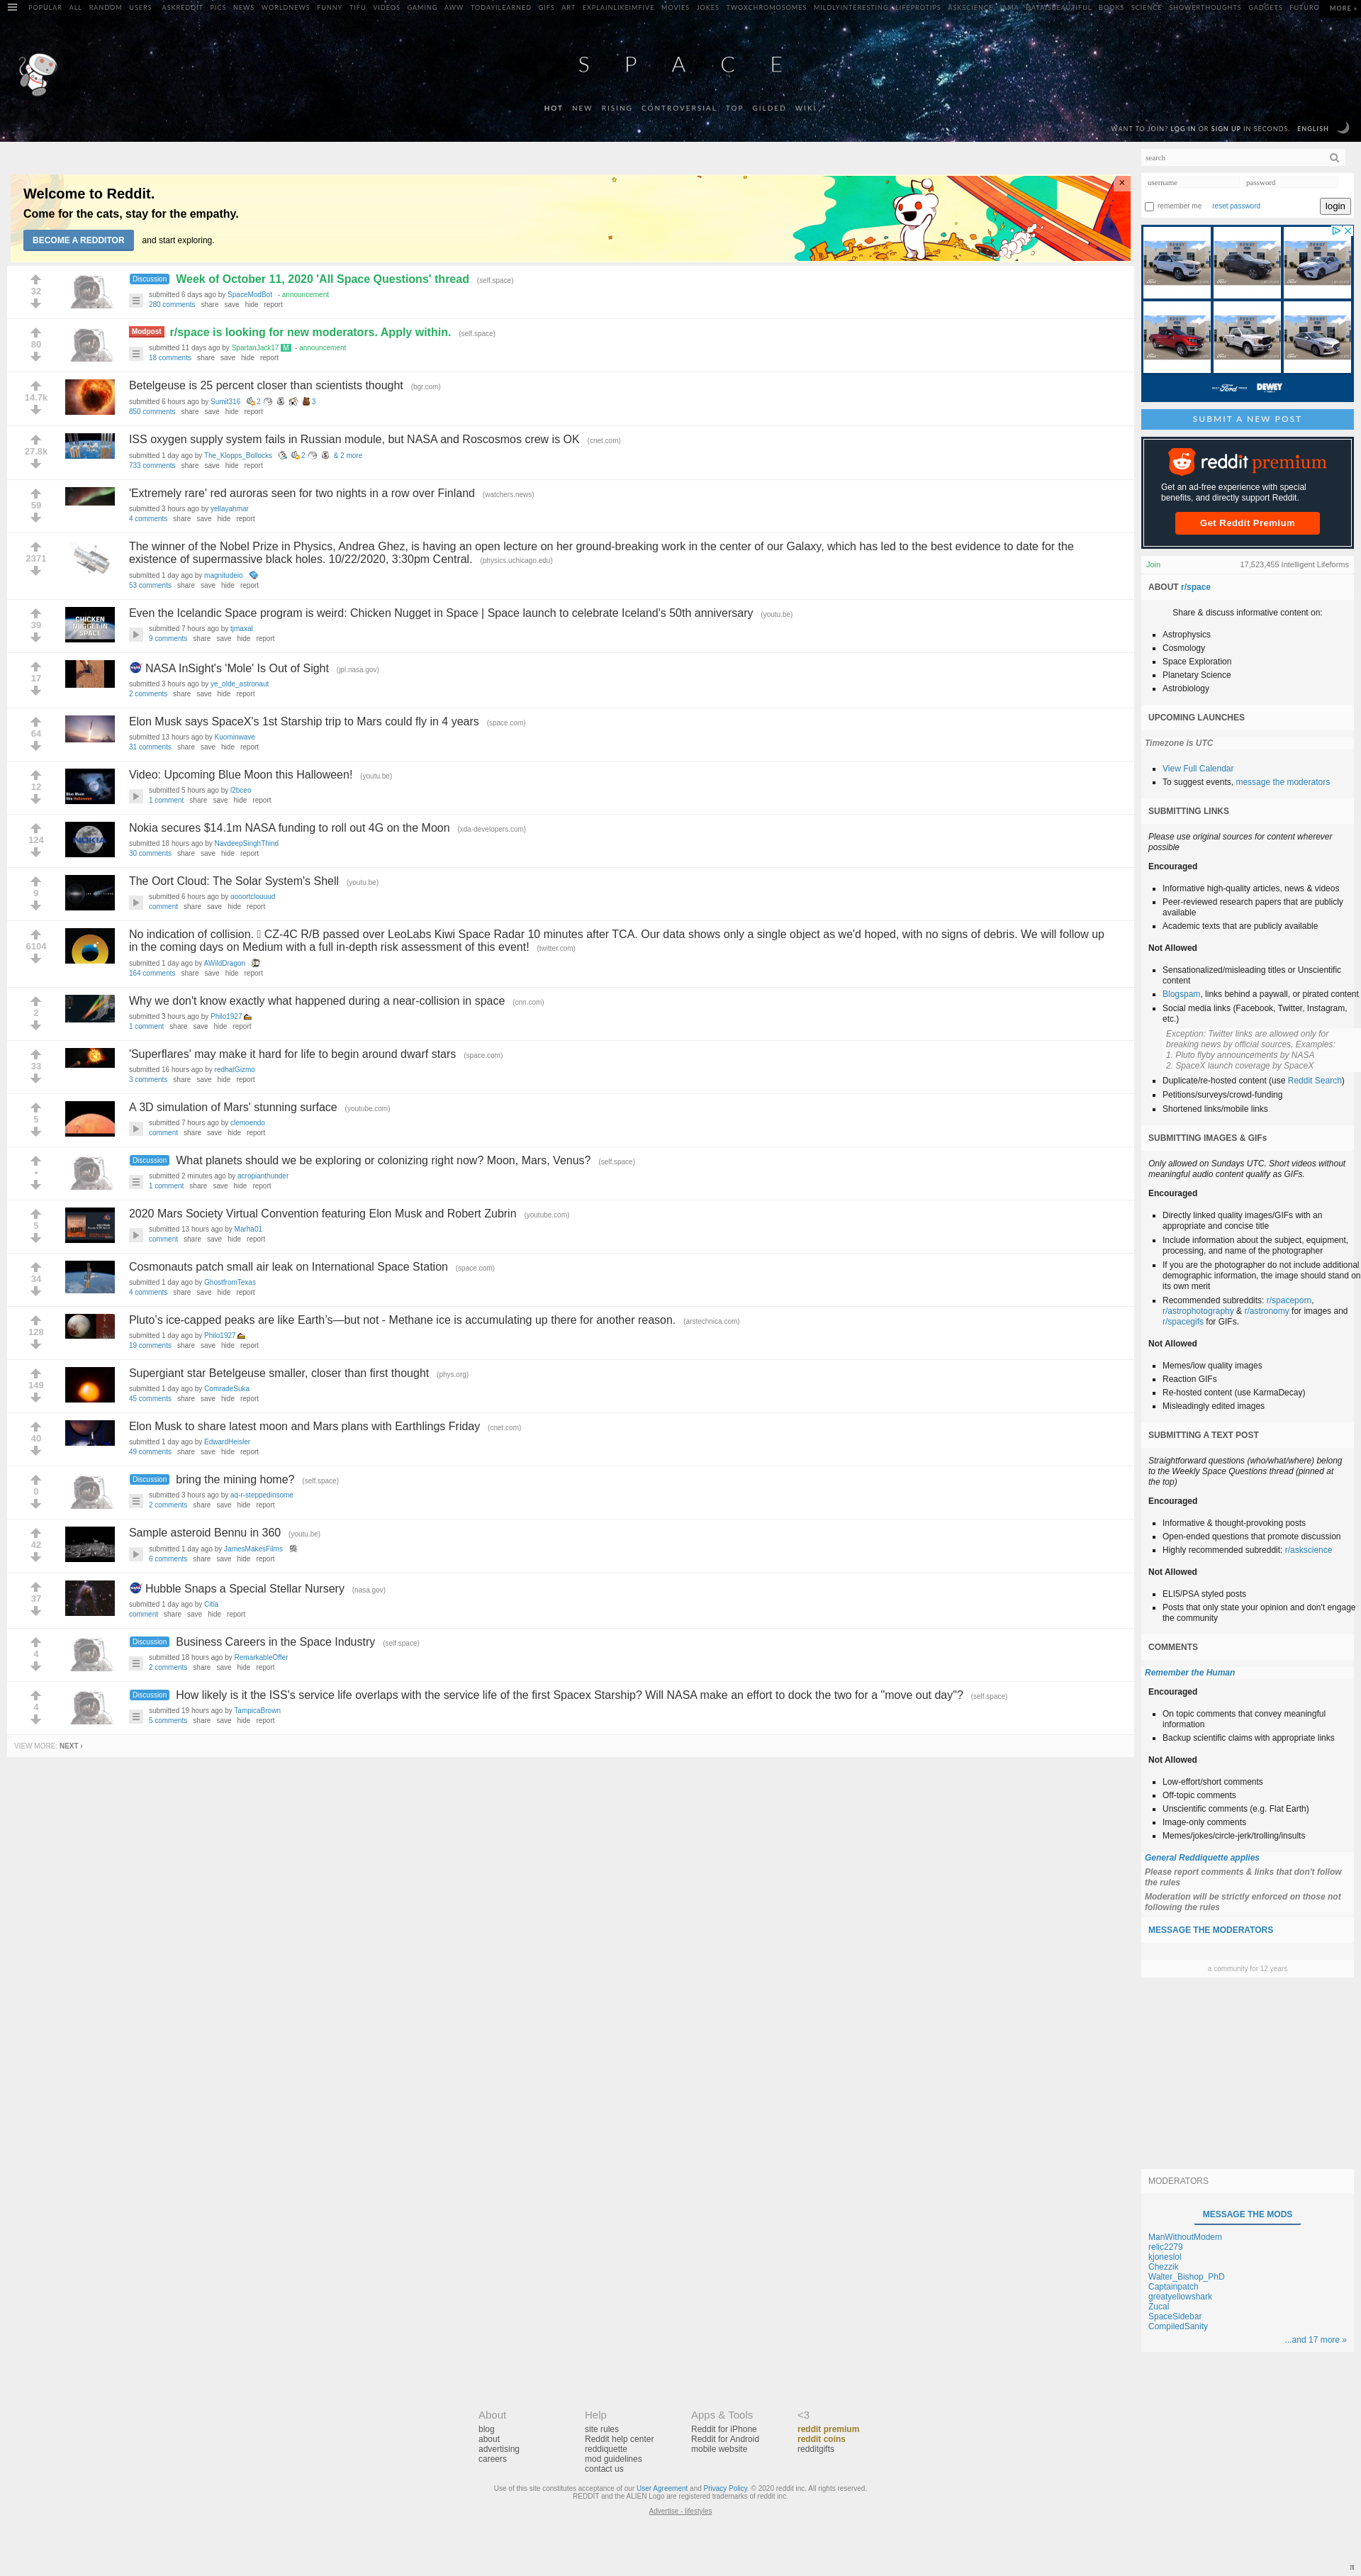 POPULAR ALL RANDOM USERS ASKREDDIT PICS NEWS WORLDNEWS FUNNY TIFU VIDEOS GAMING AWW TODAYILEARNED GIFS ART EXPLAINLIKEIMFIVE MOVIES JOKES TWOXCHROMOSOMES MILDLYINTERESTING LIFEPROTIPS ASKSCIENCE IAMA DATAISBEAUTIFUL BOOKS SCIENCE SHOWERTHOUGHTS GADGETS FUTURO MORE »
SPACE
HOT NEW RISING CONTROVERSIAL TOP GILDED WIKI
WANT TO JOIN? LOG IN OR SIGN UP IN SECONDS. ENGLISH
Welcome to Reddit.
Come for the cats, stay for the empathy.
BECOME A REDDITOR and start exploring.
32
Discussion Week of October 11, 2020 'All Space Questions' thread (self.space)
submitted 6 days ago by SpaceModBot - announcement
280 comments share save hide report
80
Modpost r/space is looking for new moderators. Apply within. (self.space)
submitted 11 days ago by SpartanJack17 M - announcement
18 comments share save hide report
14.7k
Betelgeuse is 25 percent closer than scientists thought (bgr.com)
submitted 6 hours ago by Sumit316 2 3
850 comments share save hide report
27.8k
ISS oxygen supply system fails in Russian module, but NASA and Roscosmos crew is OK (cnet.com)
submitted 1 day ago by The_Klopps_Bollocks 2 & 2 more
733 comments share save hide report
59
'Extremely rare' red auroras seen for two nights in a row over Finland (watchers.news)
submitted 3 hours ago by yellayahmar
4 comments share save hide report
2371
The winner of the Nobel Prize in Physics, Andrea Ghez, is having an open lecture on her ground-breaking work in the center of our Galaxy, which has led to the best evidence to date for the
existence of supermassive black holes. 10/22/2020, 3:30pm Central. (physics.uchicago.edu)
submitted 1 day ago by magnitudeio
53 comments share save hide report
39
CHICKEN NUGGET IN SPACE
Even the Icelandic Space program is weird: Chicken Nugget in Space | Space launch to celebrate Iceland's 50th anniversary (youtu.be)
submitted 7 hours ago by tjmaxal
9 comments share save hide report
17
NASA InSight's 'Mole' Is Out of Sight (jpl.nasa.gov)
submitted 3 hours ago by ye_olde_astronaut
2 comments share save hide report
64
Elon Musk says SpaceX's 1st Starship trip to Mars could fly in 4 years (space.com)
submitted 13 hours ago by Kuominwave
31 comments share save hide report
12
Video: Upcoming Blue Moon this Halloween! (youtu.be)
submitted 5 hours ago by l2bceo
1 comment share save hide report
124
NOKIA
Nokia secures $14.1m NASA funding to roll out 4G on the Moon (xda-developers.com)
submitted 18 hours ago by NavdeepSinghThind
30 comments share save hide report
9
The Oort Cloud: The Solar System's Shell (youtu.be)
submitted 6 hours ago by oooortclouuud
comment share save hide report
6104
No indication of collision. CZ-4C R/B passed over LeoLabs Kiwi Space Radar 10 minutes after TCA. Our data shows only a single object as we'd hoped, with no signs of debris. We will follow up
in the coming days on Medium with a full in-depth risk assessment of this event! (twitter.com)
submitted 1 day ago by AWildDragon
164 comments share save hide report
2
Why we don't know exactly what happened during a near-collision in space (cnn.com)
submitted 3 hours ago by Philo1927
1 comment share save hide report
33
'Superflares' may make it hard for life to begin around dwarf stars (space.com)
submitted 16 hours ago by redhatGizmo
3 comments share save hide report
5
A 3D simulation of Mars' stunning surface (youtube.com)
submitted 7 hours ago by clemoendo
comment share save hide report
•
Discussion What planets should we be exploring or colonizing right now? Moon, Mars, Venus? (self.space)
submitted 2 minutes ago by acropianthunder
1 comment share save hide report
5
2020 Mars Society Virtual Convention featuring Elon Musk and Robert Zubrin (youtube.com)
submitted 13 hours ago by Marha01
comment share save hide report
34
Cosmonauts patch small air leak on International Space Station (space.com)
submitted 1 day ago by GhostfromTexas
4 comments share save hide report
128
Pluto's ice-capped peaks are like Earth's—but not - Methane ice is accumulating up there for another reason. (arstechnica.com)
submitted 1 day ago by Philo1927
19 comments share save hide report
149
Supergiant star Betelgeuse smaller, closer than first thought (phys.org)
submitted 1 day ago by ComradeSuka
45 comments share save hide report
40
Elon Musk to share latest moon and Mars plans with Earthlings Friday (cnet.com)
submitted 1 day ago by EdwardHeisler
49 comments share save hide report
0
Discussion bring the mining home? (self.space)
submitted 3 hours ago by aq-r-steppedinsome
2 comments share save hide report
42
Sample asteroid Bennu in 360 (youtu.be)
submitted 1 day ago by JamesMakesFilms
6 comments share save hide report
37
Hubble Snaps a Special Stellar Nursery (nasa.gov)
submitted 1 day ago by Citia
comment share save hide report
4
Discussion Business Careers in the Space Industry (self.space)
submitted 18 hours ago by RemarkableOffer
2 comments share save hide report
4
Discussion How likely is it the ISS's service life overlaps with the service life of the first Spacex Starship? Will NASA make an effort to dock the two for a "move out day"? (self.space)
submitted 19 hours ago by TampicaBrown
5 comments share save hide report
VIEW MORE: NEXT ›
search
username password
remember me reset password login
Ford DEWEY
SUBMIT A NEW POST
reddit premium
Get an ad-free experience with special
benefits, and directly support Reddit.
Get Reddit Premium
Join 17,523,455 Intelligent Lifeforms
ABOUT r/space
Share & discuss informative content on:
Astrophysics
Cosmology
Space Exploration
Planetary Science
Astrobiology
UPCOMING LAUNCHES
Timezone is UTC
View Full Calendar
To suggest events, message the moderators
SUBMITTING LINKS
Please use original sources for content wherever
possible
Encouraged
Informative high-quality articles, news & videos
Peer-reviewed research papers that are publicly
available
Academic texts that are publicly available
Not Allowed
Sensationalized/misleading titles or Unscientific
content
Blogspam, links behind a paywall, or pirated content
Social media links (Facebook, Twitter, Instagram,
etc.)
Exception: Twitter links are allowed only for
breaking news by official sources. Examples:
1. Pluto flyby announcements by NASA
2. SpaceX launch coverage by SpaceX
Duplicate/re-hosted content (use Reddit Search)
Petitions/surveys/crowd-funding
Shortened links/mobile links
SUBMITTING IMAGES & GIFs
Only allowed on Sundays UTC. Short videos without
meaningful audio content qualify as GIFs.
Encouraged
Directly linked quality images/GIFs with an
appropriate and concise title
Include information about the subject, equipment,
processing, and name of the photographer
If you are the photographer do not include additional
demographic information, the image should stand on
its own merit
Recommended subreddits: r/spaceporn,
r/astrophotography & r/astronomy for images and
r/spacegifs for GIFs.
Not Allowed
Memes/low quality images
Reaction GIFs
Re-hosted content (use KarmaDecay)
Misleadingly edited images
SUBMITTING A TEXT POST
Straightforward questions (who/what/where) belong
to the Weekly Space Questions thread (pinned at
the top)
Encouraged
Informative & thought-provoking posts
Open-ended questions that promote discussion
Highly recommended subreddit: r/askscience
Not Allowed
ELI5/PSA styled posts
Posts that only state your opinion and don't engage
the community
COMMENTS
Remember the Human
Encouraged
On topic comments that convey meaningful
information
Backup scientific claims with appropriate links
Not Allowed
Low-effort/short comments
Off-topic comments
Unscientific comments (e.g. Flat Earth)
Image-only comments
Memes/jokes/circle-jerk/trolling/insults
General Reddiquette applies
Please report comments & links that don't follow
the rules
Moderation will be strictly enforced on those not
following the rules
MESSAGE THE MODERATORS
a community for 12 years
MODERATORS
MESSAGE THE MODS
ManWithoutModem
relic2279
kjoneslol
Chezzik
Walter_Bishop_PhD
Captainpatch
greatyellowshark
Zucal
SpaceSidebar
CompiledSanity
...and 17 more »
About
blog
about
advertising
careers
Help
site rules
Reddit help center
reddiquette
mod guidelines
contact us
Apps & Tools
Reddit for iPhone
Reddit for Android
mobile website
<3
reddit premium
reddit coins
redditgifts
Use of this site constitutes acceptance of our User Agreement and Privacy Policy. © 2020 reddit inc. All rights reserved.
REDDIT and the ALIEN Logo are registered trademarks of reddit inc.
Advertise - lifestyles
π